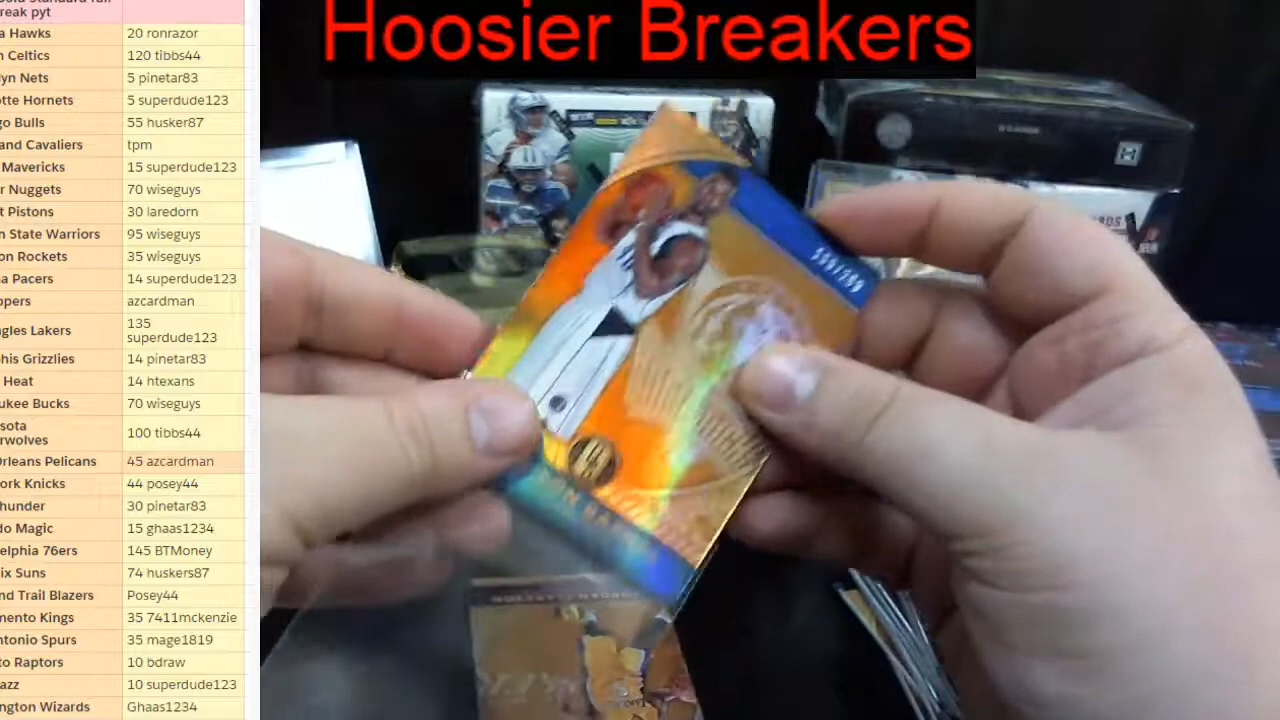 Hoosier Breakers
reak pyt
a Hawks 20 ronrazor
n Celtics 120 tibbs44
lyn Nets 5 pinetar83
otte Hornets 5 superdude123
go Bulls 55 husker87
and Cavaliers tpm
Mavericks 15 superdude123
r Nuggets 70 wiseguys
t Pistons 30 laredorn
n State Warriors 95 wiseguys
on Rockets 35 wiseguys
na Pacers 14 superdude123
ppers azcardman
ngles Lakers 135
superdude123
phis Grizzlies 14 pinetar83
Heat 14 htexans
ukee Bucks 70 wiseguys
sota
rwolves 100 tibbs44
Orleans Pelicans 45 azcardman
ork Knicks 44 posey44
hunder 30 pinetar83
do Magic 15 ghaas1234
elphia 76ers 145 BTMoney
ix Suns 74 huskers87
nd Trail Blazers Posey44
mento Kings 35 7411mckenzie
ntonio Spurs 35 mage1819
to Raptors 10 bdraw
azz 10 superdude123
ngton Wizards Ghaas1234